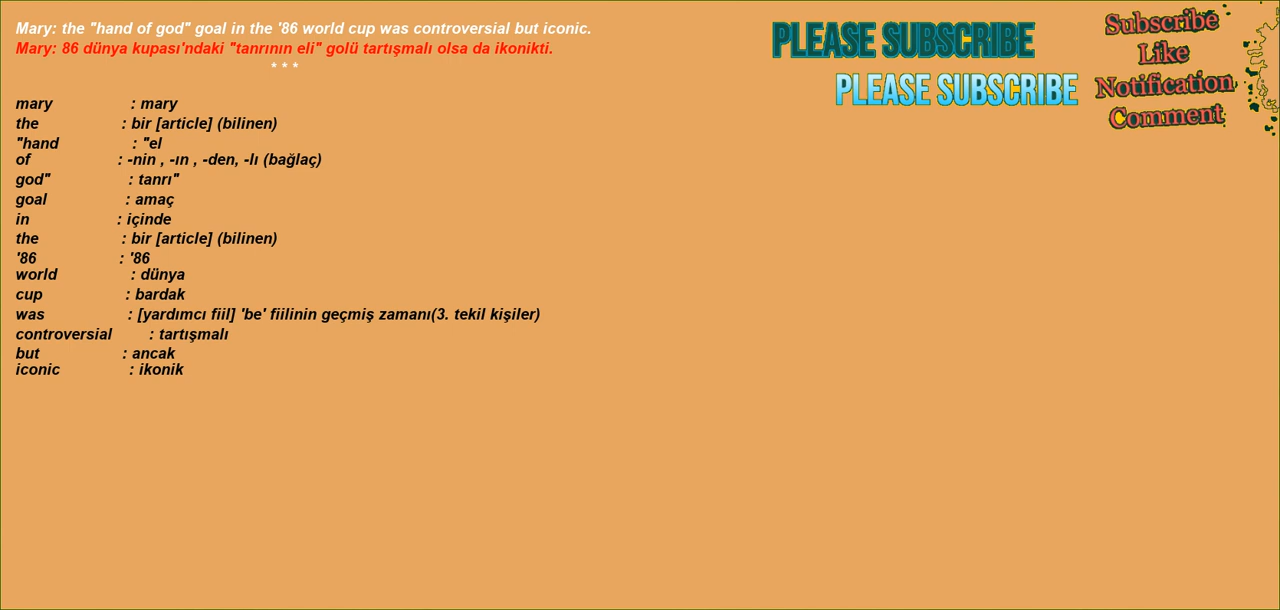 Mary: the "hand of god" goal in the '86 world cup was controversial but iconic.
Mary: 86 dünya kupası'ndaki "tanrının eli" golü tartışmalı olsa da ikonikti.
* * *
PLEASE SUBSCRIBE
PLEASE SUBSCRIBE
Subscribe
Like
Notification
Comment
mary : mary
the : bir [article] (bilinen)
"hand : "el
of : -nin , -ın , -den, -lı (bağlaç)
god" : tanrı"
goal : amaç
in : içinde
the : bir [article] (bilinen)
'86 : '86
world : dünya
cup : bardak
was : [yardımcı fiil] 'be' fiilinin geçmiş zamanı(3. tekil kişiler)
controversial : tartışmalı
but : ancak
iconic : ikonik